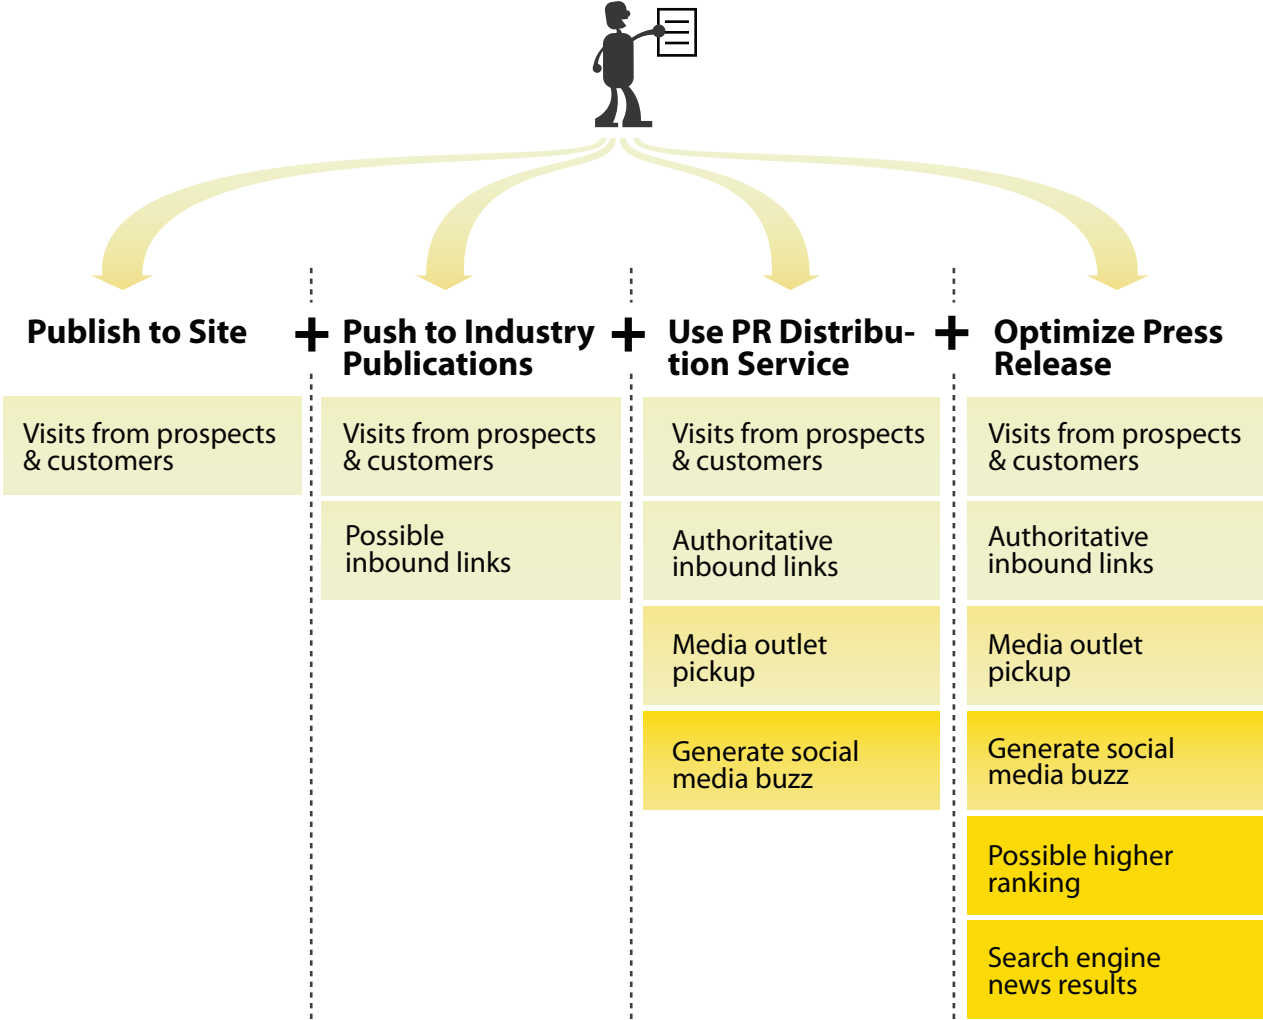 Publish to Site
+
Push to Industry
Publications
+
Use PR Distribu-
tion Service
+
Optimize Press
Release
Visits from prospects
& customers
Visits from prospects
& customers
Possible
inbound links
Visits from prospects
& customers
Authoritative
inbound links
Media outlet
pickup
Generate social
media buzz
Visits from prospects
& customers
Authoritative
inbound links
Media outlet
pickup
Generate social
media buzz
Possible higher
ranking
Search engine
news results